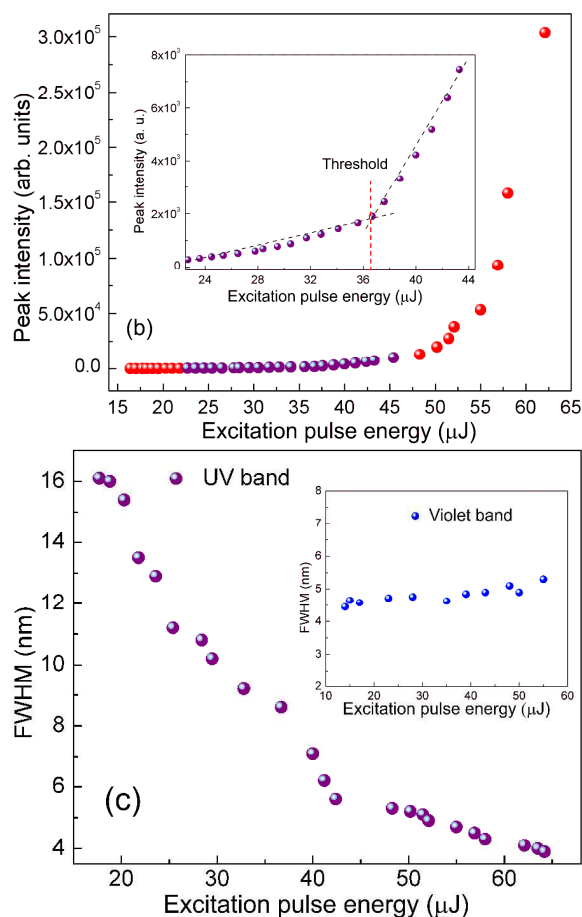 3.0x10⁵
2.5x10⁵
2.0x10⁵
1.5x10⁵
1.0x10⁵
5.0x10⁴
0.0
Peak intensity (arb. units)
8x10³
6x10³
4x10³
2x10³
0
Peak intensity (a. u.)
Threshold
24 28 32 36 40 44
Excitation pulse energy (μJ)
(b)
15 20 25 30 35 40 45 50 55 60 65
Excitation pulse energy (μJ)
16
14
12
10
8
6
4
FWHM (nm)
UV band
8
7
6
5
4
3
2
FWHM (nm)
Violet band
10 20 30 40 50 60
Excitation pulse energy (μJ)
(c)
20 30 40 50 60
Excitation pulse energy (μJ)